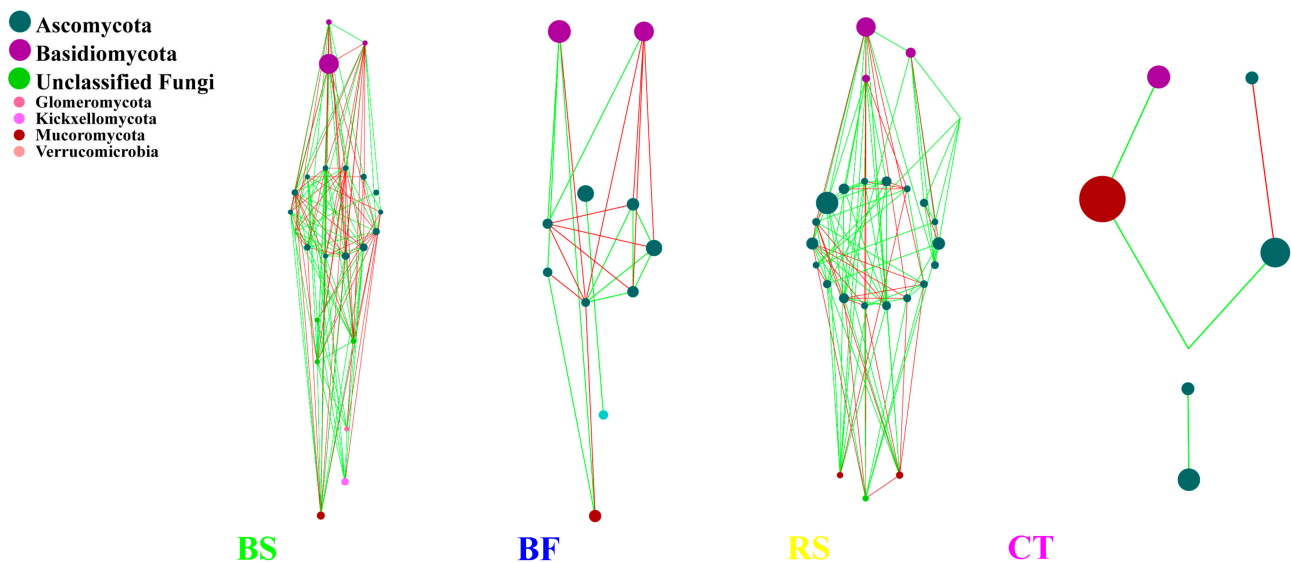 Ascomycota
Basidiomycota
Unclassified Fungi
Glomeromycota
Kickxellomycota
Mucoromycota
Verrucomicrobia
BS
BF
RS
CT